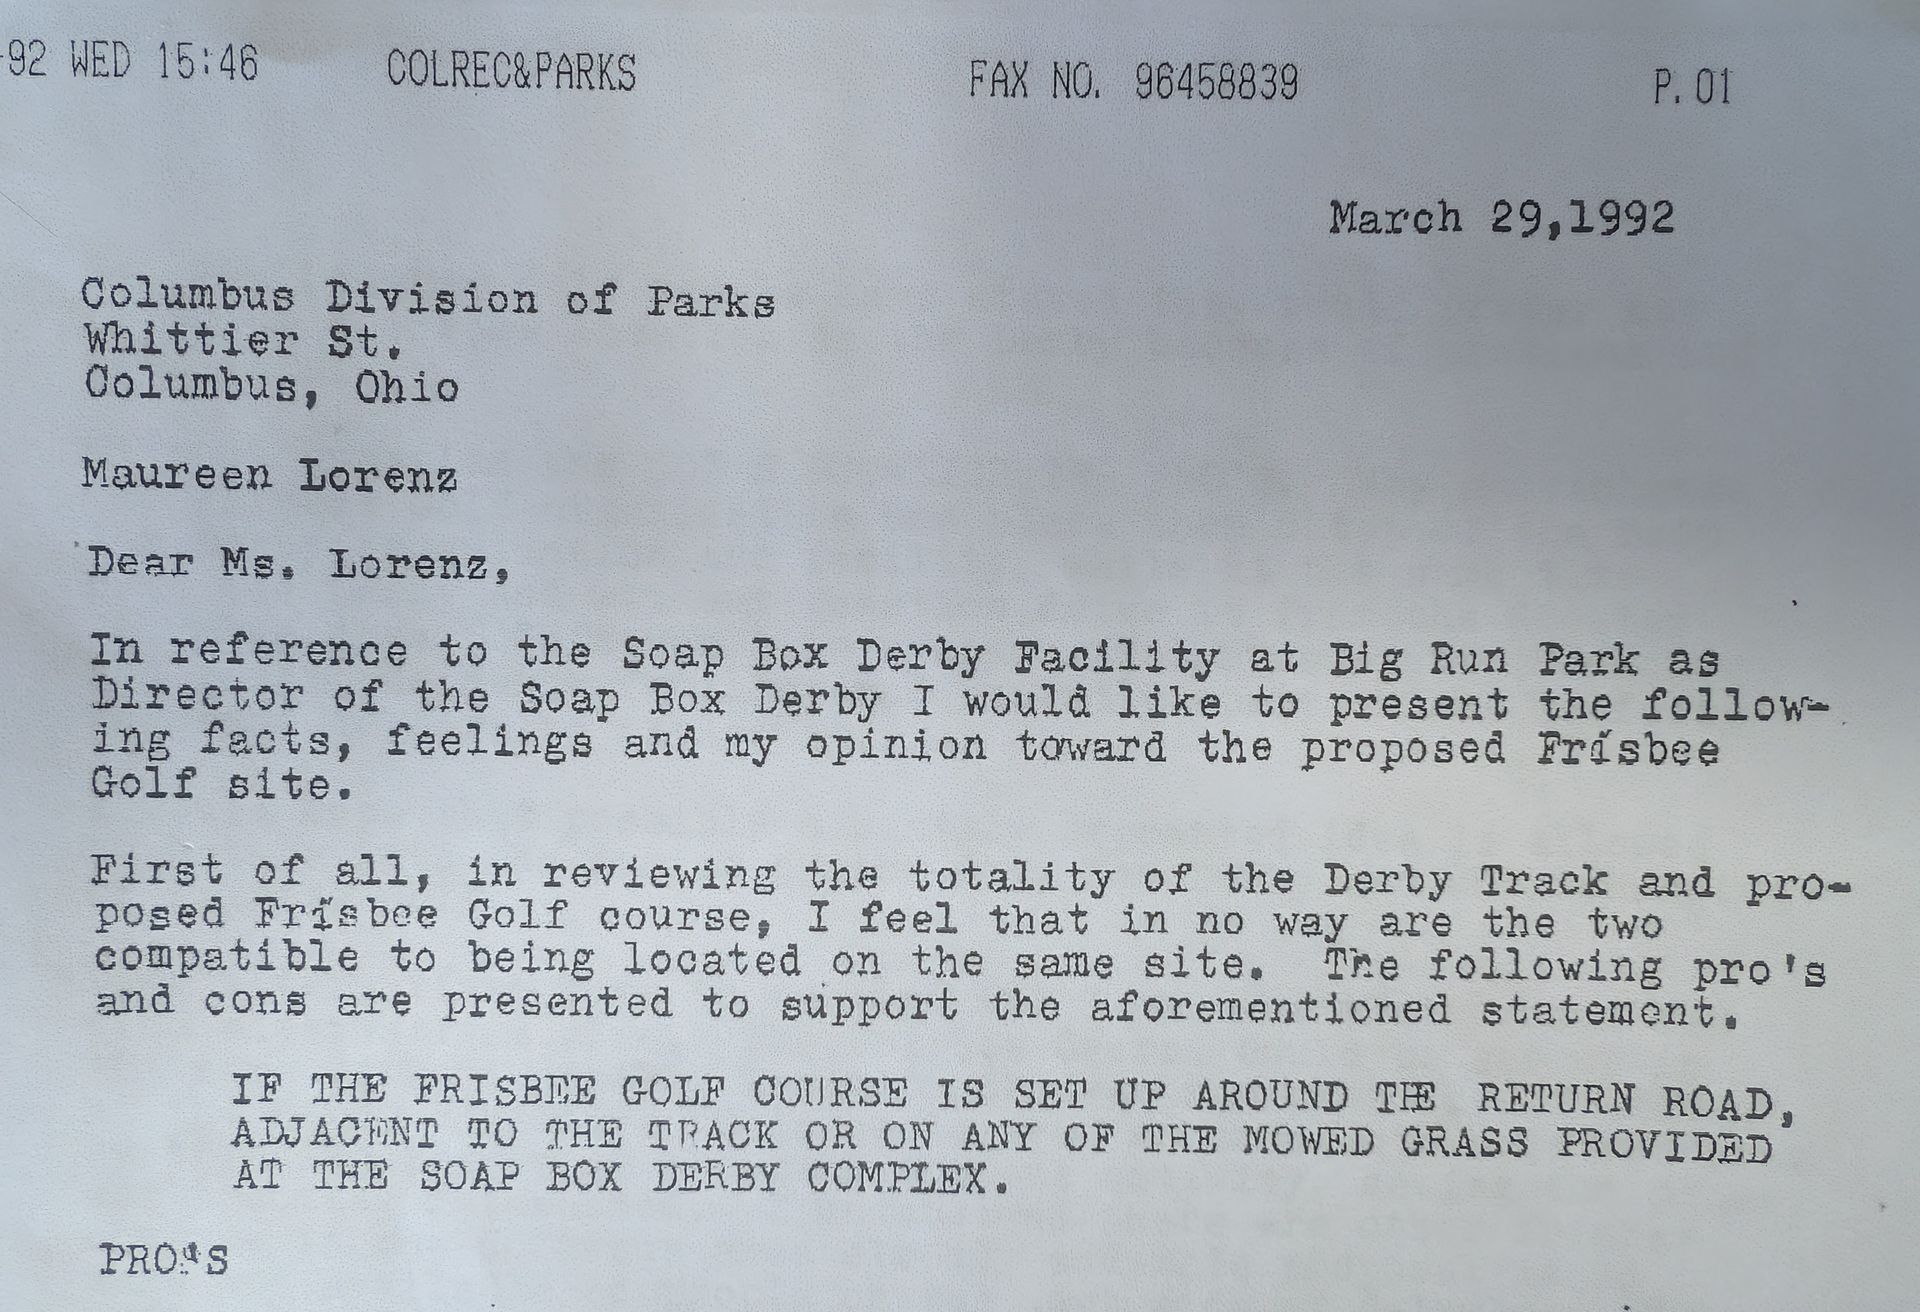 -92 WED 15:46 COLREC&PARKS FAX NO. 96458839 P.01
March 29,1992
Columbus Division of Parks
Whittier St.
Columbus, Ohio
Maureen Lorenz
Dear Ms. Lorenz,
In reference to the Soap Box Derby Facility at Big Run Park as
Director of the Soap Box Derby I would like to present the follow-
ing facts, feelings and my opinion toward the proposed Frisbee
Golf site.
First of all, in reviewing the totality of the Derby Track and pro-
posed Frisbee Golf course, I feel that in no way are the two
compatible to being located on the same site. The following pro's
and cons are presented to support the aforementioned statement.
IF THE FRISBEE GOLF COURSE IS SET UP AROUND THE RETURN ROAD,
ADJACENT TO THE TRACK OR ON ANY OF THE MOWED GRASS PROVIDED
AT THE SOAP BOX DERBY COMPLEX.
PRO'S